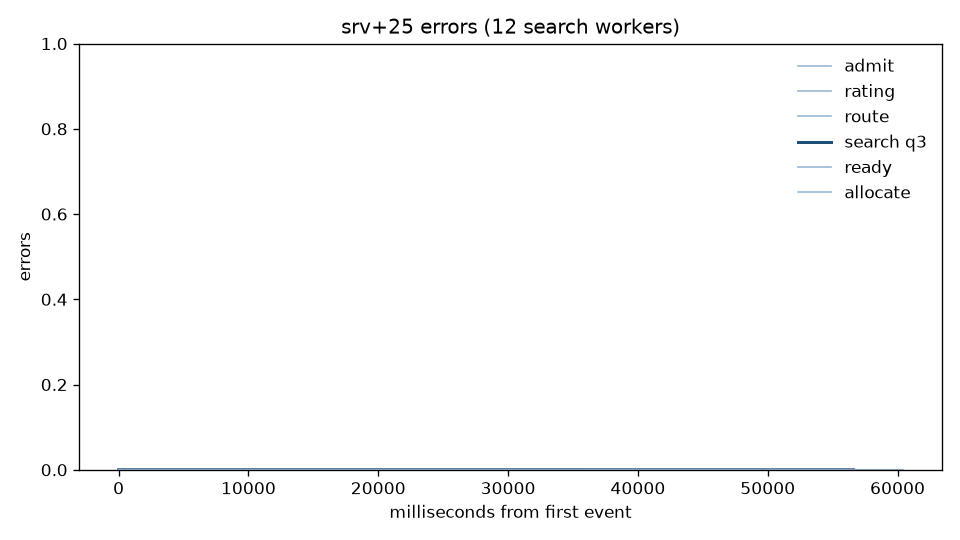 srv+25 errors (12 search workers)
1.0
0.8
0.6
0.4
0.2
0.0
errors
admit
rating
route
search q3
ready
allocate
0 10000 20000 30000 40000 50000 60000
milliseconds from first event